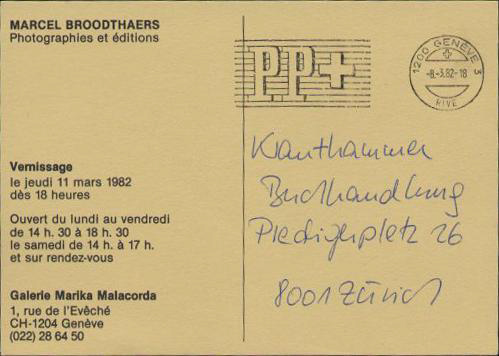 MARCEL BROODTHAERS
Photographies et éditions
PP+
1200 GENÈVE 3
-8.-3.82-18
RIVE
Vernissage
le jeudi 11 mars 1982
dès 18 heures
Ouvert du lundi au vendredi
de 14 h. 30 à 18 h. 30
le samedi de 14 h. à 17 h.
et sur rendez-vous
Galerie Marika Malacorda
1, rue de l'Evêché
CH-1204 Genève
(022) 28 64 50
Krauthammer
Buchhandlung
Predigerplatz 26
8001 Zürich